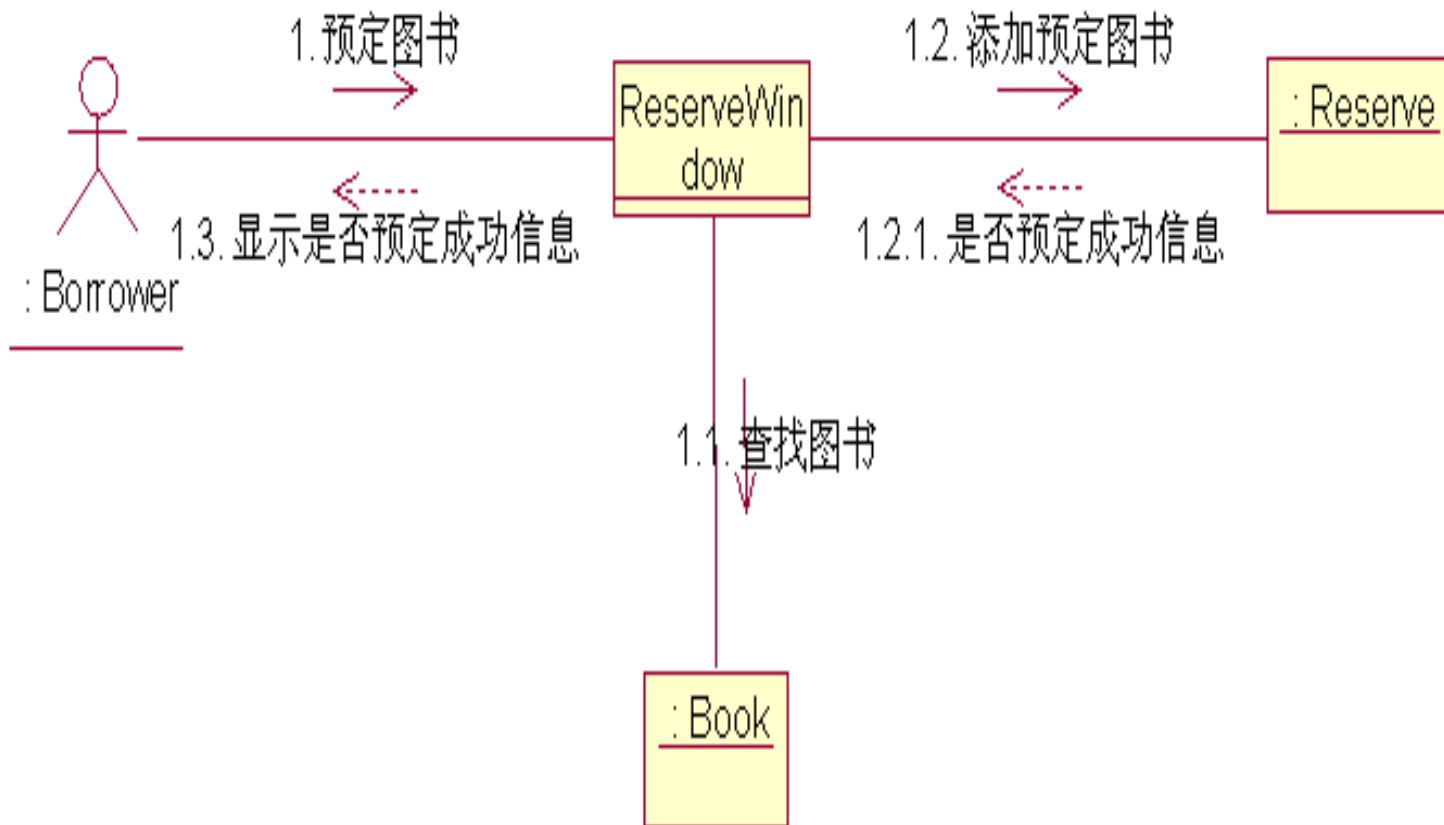 1. 预定图书
1.2. 添加预定图书
ReserveWin
dow
: Reserve
1.3. 显示是否预定成功信息
1.2.1. 是否预定成功信息
: Borrower
1.1. 查找图书
: Book